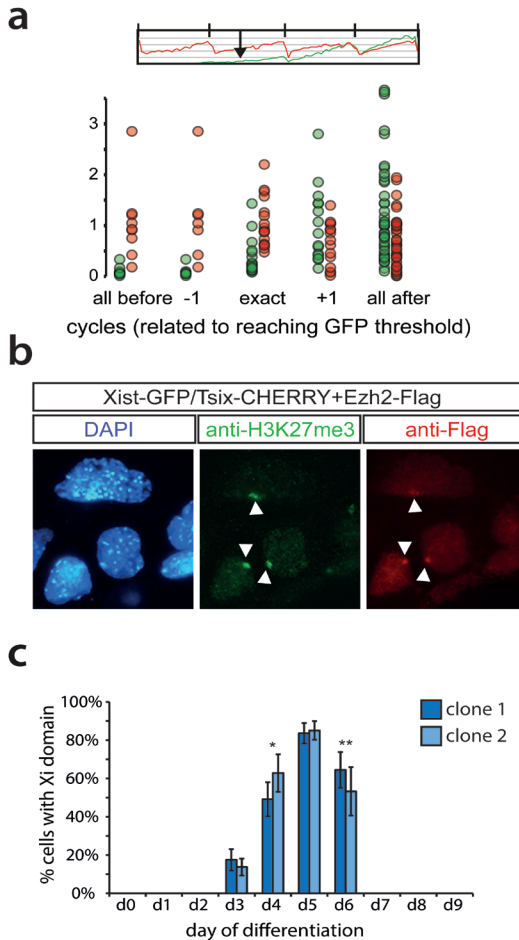 a
3
2
1
0
all before -1 exact +1 all after
cycles (related to reaching GFP threshold)
b
Xist-GFP/Tsix-CHERRY+Ezh2-Flag
DAPI anti-H3K27me3 anti-Flag
c
clone 1
clone 2
% cells with Xi domain
100%
80%
60%
40%
20%
0%
* **
d0 d1 d2 d3 d4 d5 d6 d7 d8 d9
day of differentiation